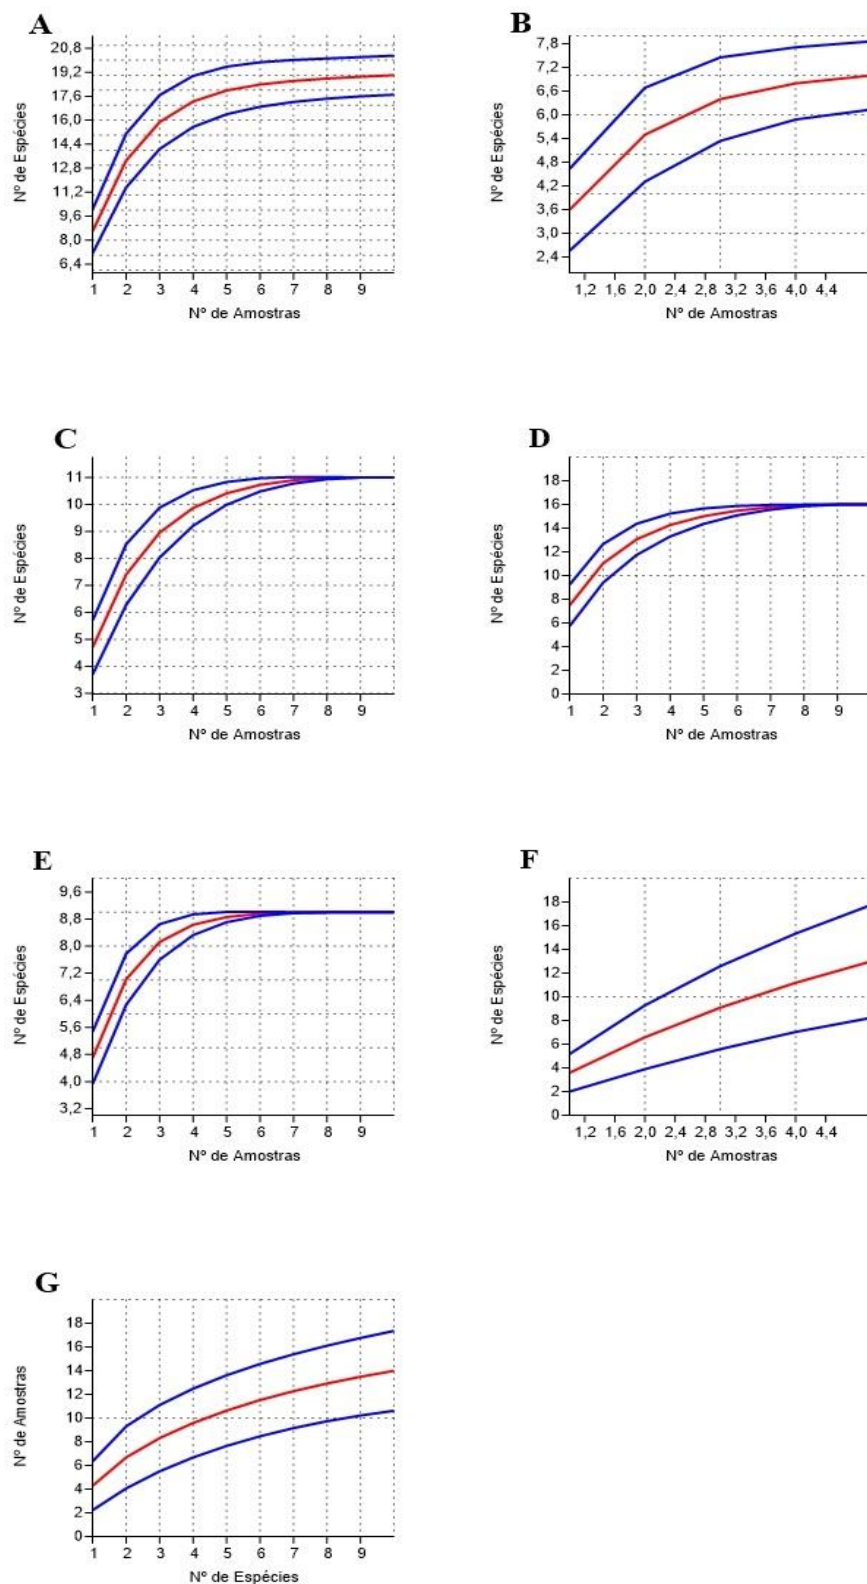 A
Nº de Espécies
20,8
19,2
17,6
16,0
14,4
12,8
11,2
9,6
8,0
6,4
1 2 3 4 5 6 7 8 9
Nº de Amostras
B
Nº de Espécies
7,8
7,2
6,6
6,0
5,4
4,8
4,2
3,6
3,0
2,4
1,2 1,6 2,0 2,4 2,8 3,2 3,6 4,0 4,4
Nº de Amostras
C
Nº de Espécies
11
10
9
8
7
6
5
4
3
1 2 3 4 5 6 7 8 9
Nº de Amostras
D
Nº de Espécies
18
16
14
12
10
8
6
4
2
0
1 2 3 4 5 6 7 8 9
Nº de Amostras
E
Nº de Espécies
9,6
8,8
8,0
7,2
6,4
5,6
4,8
4,0
3,2
1 2 3 4 5 6 7 8 9
Nº de Amostras
F
Nº de Espécies
18
16
14
12
10
8
6
4
2
0
1,2 1,6 2,0 2,4 2,8 3,2 3,6 4,0 4,4
Nº de Amostras
G
Nº de Amostras
18
16
14
12
10
8
6
4
2
0
1 2 3 4 5 6 7 8 9
Nº de Espécies